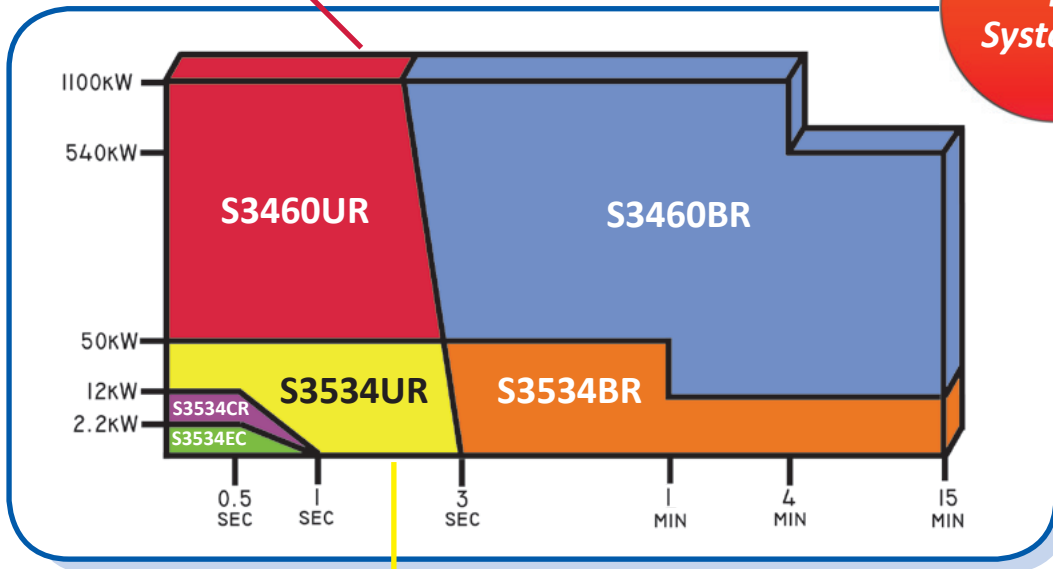 1100KW
540KW
50KW
12KW
2.2KW
S3460UR
S3460BR
S3534UR
S3534BR
S3534CR
S3534EC
0.5
SEC
1
SEC
3
SEC
1
MIN
4
MIN
15
MIN